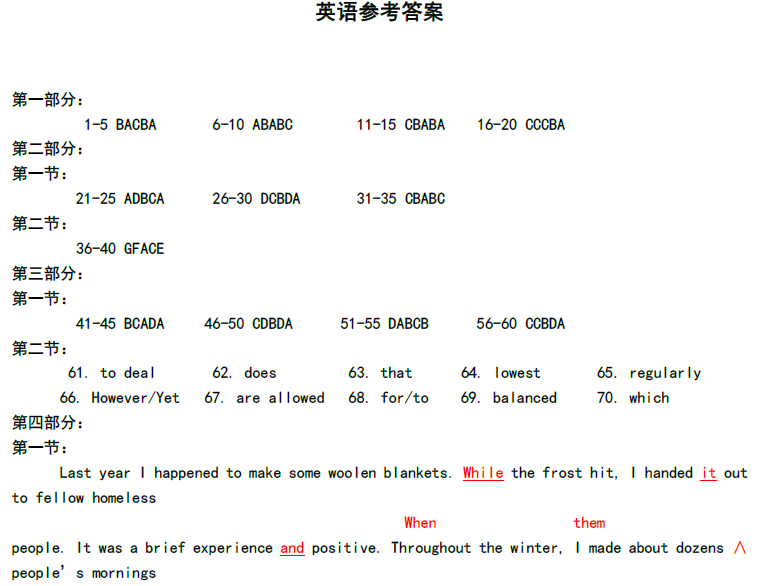 英语参考答案
第一部分：
1-5 BACBA 6-10 ABABC 11-15 CBABA 16-20 CCCBA
第二部分：
第一节：
21-25 ADBCA 26-30 DCBDA 31-35 CBABC
第二节：
36-40 GFACE
第三部分：
第一节：
41-45 BCADA 46-50 CDBDA 51-55 DABCB 56-60 CCBDA
第二节：
61. to deal 62. does 63. that 64. lowest 65. regularly
66. However/Yet 67. are allowed 68. for/to 69. balanced 70. which
第四部分：
第一节：
Last year I happened to make some woolen blankets. While the frost hit, I handed it out
to fellow homeless
When them
people. It was a brief experience and positive. Throughout the winter, I made about dozens ∧
people's mornings